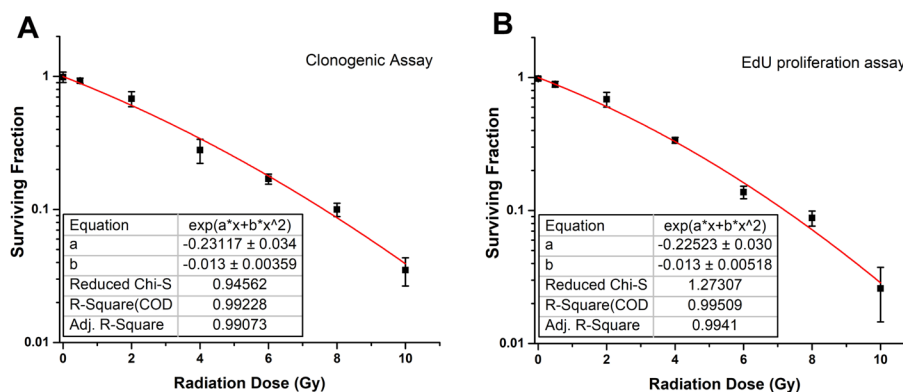 A
Clonogenic Assay
Surviving Fraction
1
0.1
0.01
Equation exp(a*x+b*x^2)
a -0.23117 ± 0.034
b -0.013 ± 0.00359
Reduced Chi-S 0.94562
R-Square(COD 0.99228
Adj. R-Square 0.99073
0 2 4 6 8 10
Radiation Dose (Gy)
B
EdU proliferation assay
Surviving Fraction
1
0.1
0.01
Equation exp(a*x+b*x^2)
a -0.22523 ± 0.030
b -0.013 ± 0.00518
Reduced Chi-S 1.27307
R-Square(COD 0.99509
Adj. R-Square 0.9941
0 2 4 6 8 10
Radiation Dose (Gy)